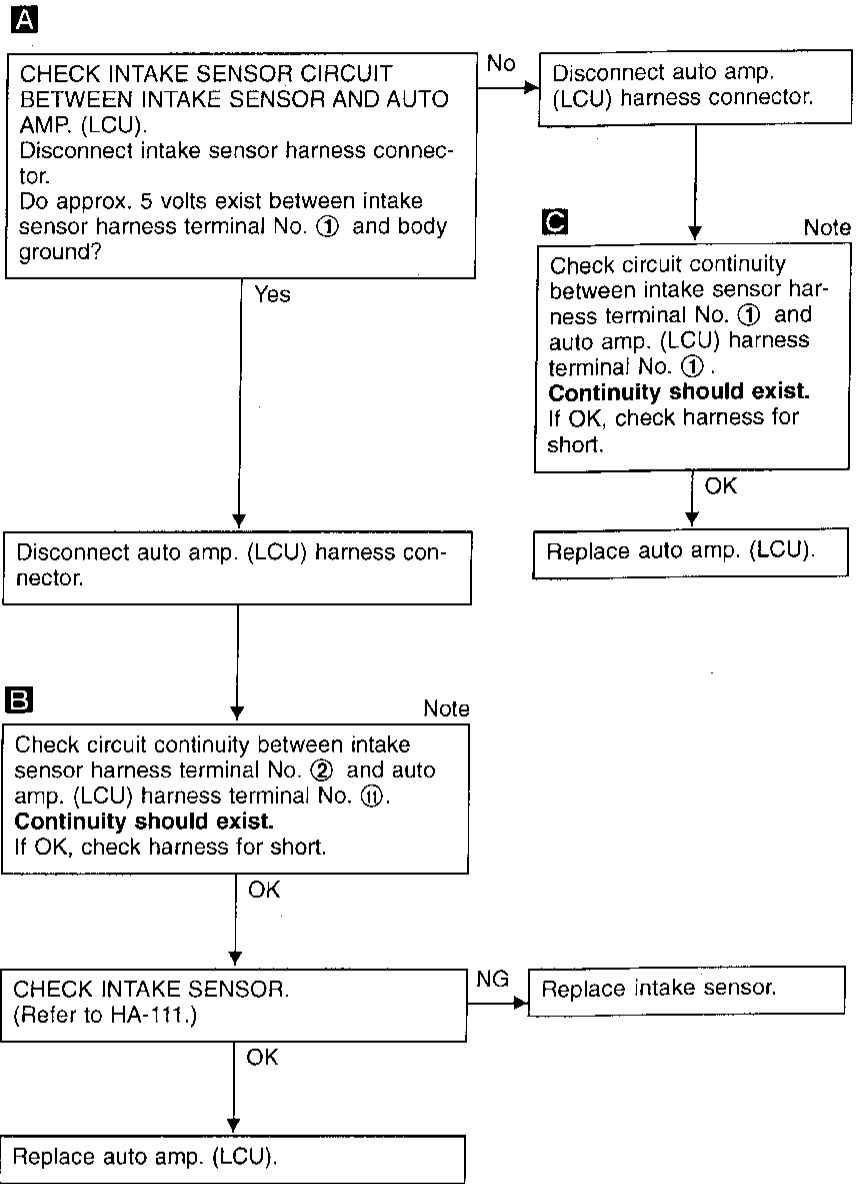 A
CHECK INTAKE SENSOR CIRCUIT
BETWEEN INTAKE SENSOR AND AUTO
AMP. (LCU).
Disconnect intake sensor harness connec-
tor.
Do approx. 5 volts exist between intake
sensor harness terminal No. ① and body
ground?
No
Disconnect auto amp.
(LCU) harness connector.
C
Note
Check circuit continuity
between intake sensor har-
ness terminal No. ① and
auto amp. (LCU) harness
terminal No. ①.
Continuity should exist.
If OK, check harness for
short.
OK
Replace auto amp. (LCU).
Yes
Disconnect auto amp. (LCU) harness con-
nector.
B
Note
Check circuit continuity between intake
sensor harness terminal No. ② and auto
amp. (LCU) harness terminal No. ⑪.
Continuity should exist.
If OK, check harness for short.
OK
CHECK INTAKE SENSOR.
(Refer to HA-111.)
NG
Replace intake sensor.
OK
Replace auto amp. (LCU).